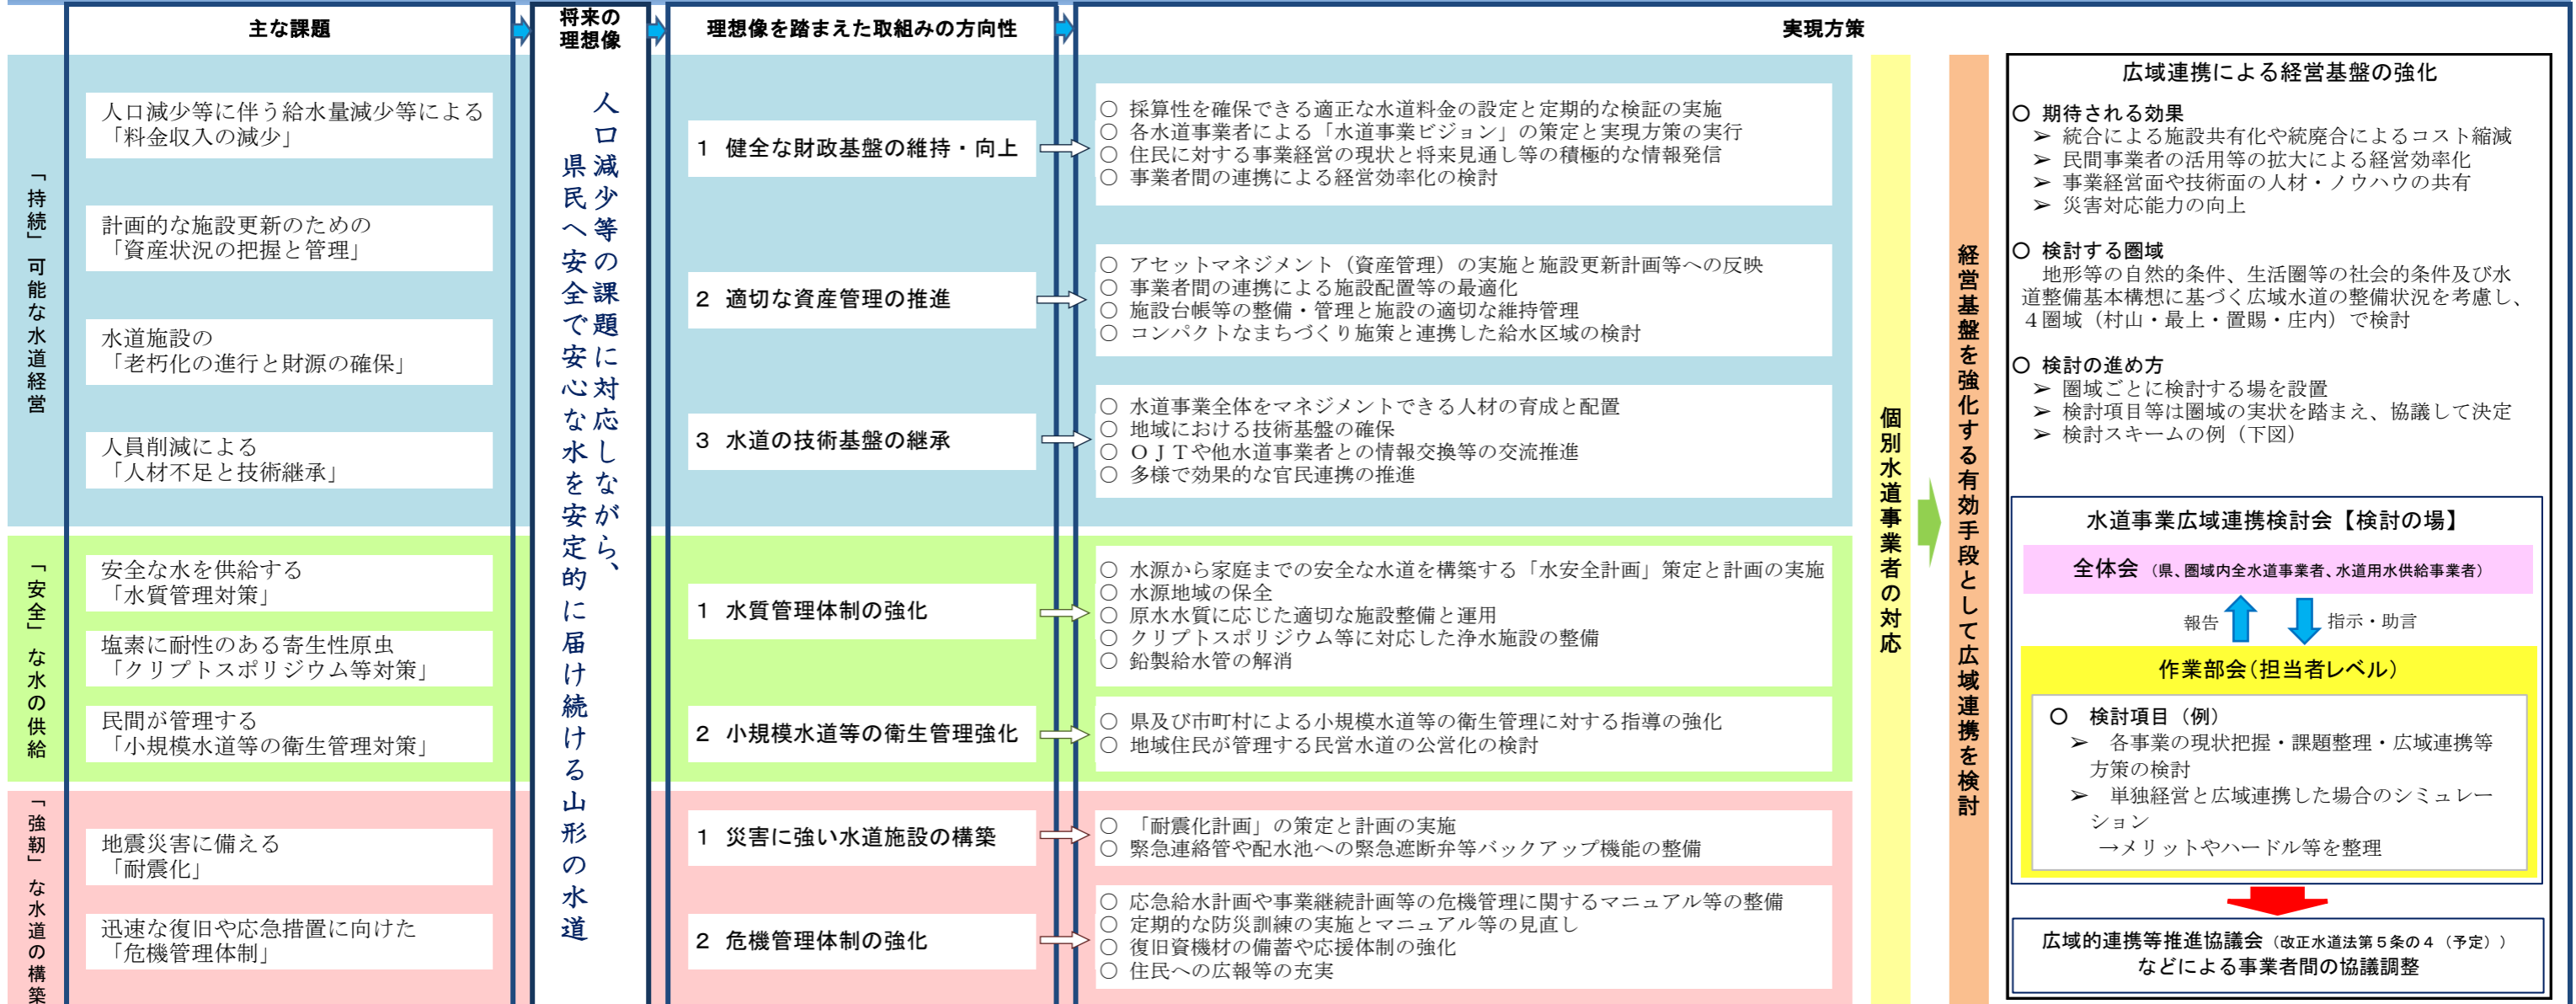 主な課題
将来の
理想像
理想像を踏まえた取組みの方向性
実現方策
「持続」可能な水道経営
人口減少等に伴う給水量減少等による
「料金収入の減少」
計画的な施設更新のための
「資産状況の把握と管理」
水道施設の
「老朽化の進行と財源の確保」
人員削減による
「人材不足と技術継承」
「安全」な水の供給
安全な水を供給する
「水質管理対策」
塩素に耐性のある寄生性原虫
「クリプトスポリジウム等対策」
民間が管理する
「小規模水道等の衛生管理対策」
「強靭」な水道の構築
地震災害に備える
「耐震化」
迅速な復旧や応急措置に向けた
「危機管理体制」
人口減少等の課題に対応しながら、
県民へ安全で安心な水を安定的に届け続ける山形の水道
1 健全な財政基盤の維持・向上
○ 採算性を確保できる適正な水道料金の設定と定期的な検証の実施
○ 各水道事業者による「水道事業ビジョン」の策定と実現方策の実行
○ 住民に対する事業経営の現状と将来見通し等の積極的な情報発信
○ 事業者間の連携による経営効率化の検討
2 適切な資産管理の推進
○ アセットマネジメント（資産管理）の実施と施設更新計画等への反映
○ 事業者間の連携による施設配置等の最適化
○ 施設台帳等の整備・管理と施設の適切な維持管理
○ コンパクトなまちづくり施策と連携した給水区域の検討
3 水道の技術基盤の継承
○ 水道事業全体をマネジメントできる人材の育成と配置
○ 地域における技術基盤の確保
○ ＯＪＴや他水道事業者との情報交換等の交流推進
○ 多様で効果的な官民連携の推進
1 水質管理体制の強化
○ 水源から家庭までの安全な水道を構築する「水安全計画」策定と計画の実施
○ 水源地域の保全
○ 原水水質に応じた適切な施設整備と運用
○ クリプトスポリジウム等に対応した浄水施設の整備
○ 鉛製給水管の解消
2 小規模水道等の衛生管理強化
○ 県及び市町村による小規模水道等の衛生管理に対する指導の強化
○ 地域住民が管理する民営水道の公営化の検討
1 災害に強い水道施設の構築
○ 「耐震化計画」の策定と計画の実施
○ 緊急連絡管や配水池への緊急遮断弁等バックアップ機能の整備
2 危機管理体制の強化
○ 応急給水計画や事業継続計画等の危機管理に関するマニュアル等の整備
○ 定期的な防災訓練の実施とマニュアル等の見直し
○ 復旧資機材の備蓄や応援体制の強化
○ 住民への広報等の充実
個別水道事業者の対応
経営基盤を強化する有効手段として広域連携を検討
広域連携による経営基盤の強化
○ 期待される効果
➢ 統合による施設共有化や統廃合によるコスト縮減
➢ 民間事業者の活用等の拡大による経営効率化
➢ 事業経営面や技術面の人材・ノウハウの共有
➢ 災害対応能力の向上
○ 検討する圏域
地形等の自然的条件、生活圏等の社会的条件及び水
道整備基本構想に基づく広域水道の整備状況を考慮し、
４圏域（村山・最上・置賜・庄内）で検討
○ 検討の進め方
➢ 圏域ごとに検討する場を設置
➢ 検討項目等は圏域の実状を踏まえ、協議して決定
➢ 検討スキームの例（下図）
水道事業広域連携検討会【検討の場】
全体会（県、圏域内全水道事業者、水道用水供給事業者）
報告
指示・助言
作業部会（担当者レベル）
○ 検討項目（例）
➢ 各事業の現状把握・課題整理・広域連携等
方策の検討
➢ 単独経営と広域連携した場合のシミュレー
ション
→メリットやハードル等を整理
広域的連携等推進協議会（改正水道法第５条の４（予定））
などによる事業者間の協議調整